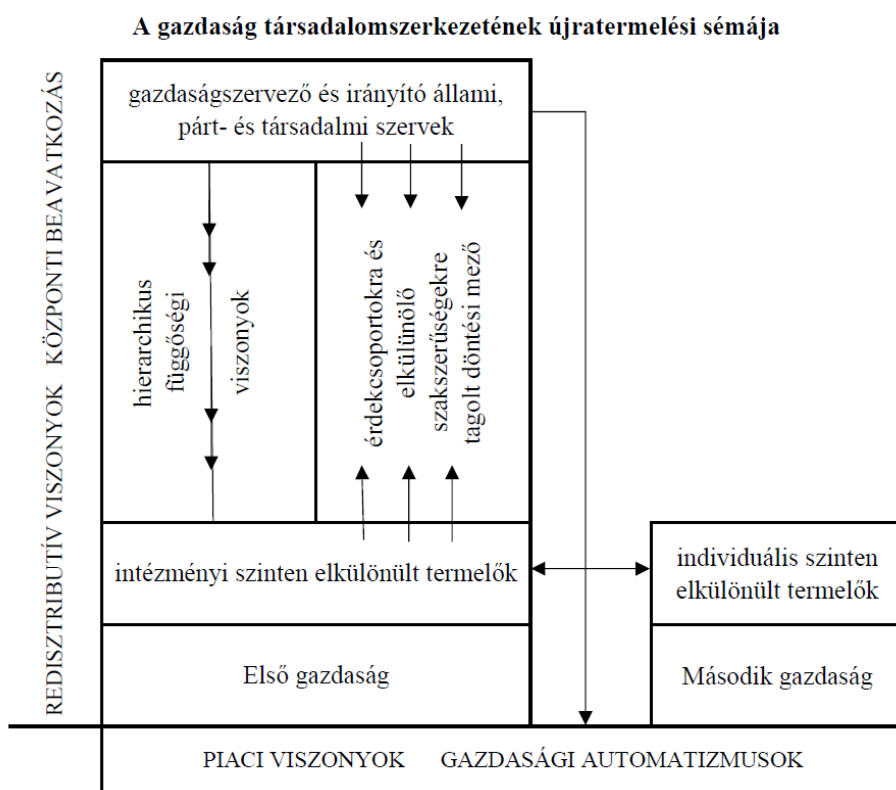 A gazdaság társadalomszerkezetének újratermelési sémája
REDISZTRIBUTÍV VISZONYOK KÖZPONTI BEAVATKOZÁS
gazdaságszervező és irányító állami,
párt- és társadalmi szervek
hierarchikus
függőségi
viszonyok
érdekcsoportokra és
elkülönölő
szakszerűségekre
tagolt döntési mező
intézményi szinten elkülönült termelők
individuális szinten
elkülönült termelők
Első gazdaság
Második gazdaság
PIACI VISZONYOK GAZDASÁGI AUTOMATIZMUSOK